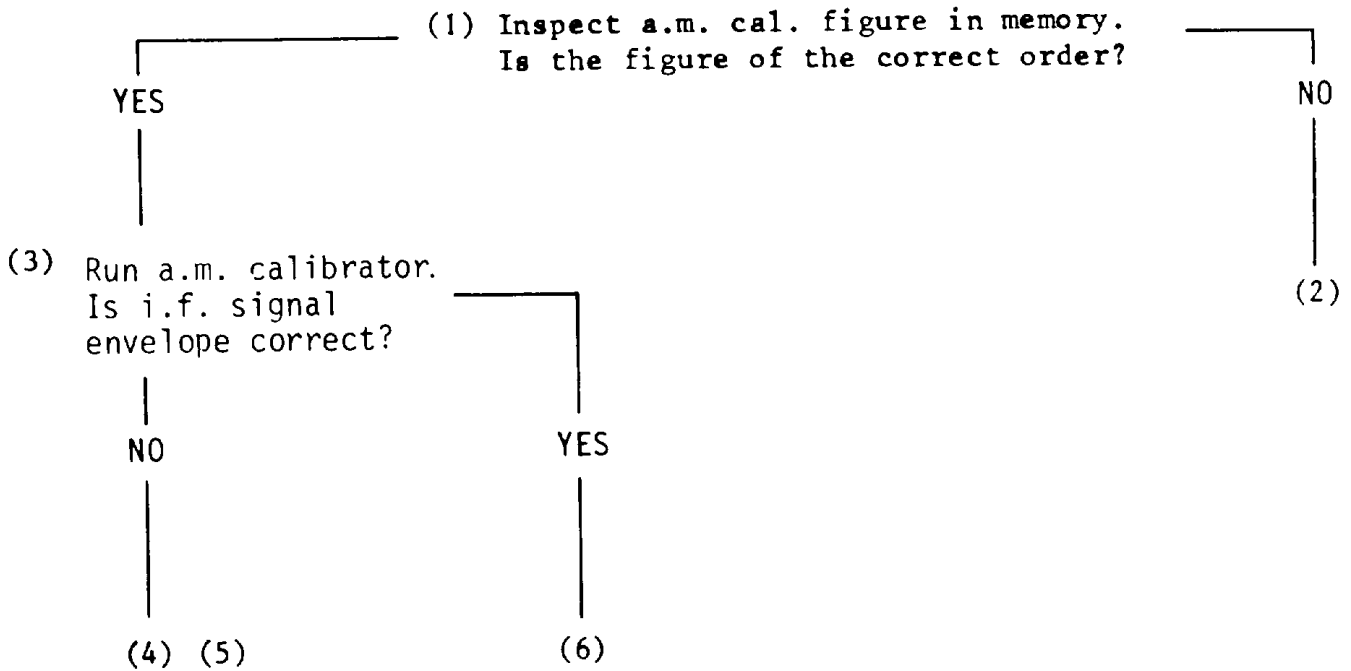 (1) Inspect a.m. cal. figure in memory.
Is the figure of the correct order?
YES
NO
(3) Run a.m. calibrator.
Is i.f. signal
envelope correct?
(2)
NO
YES
(4) (5)
(6)